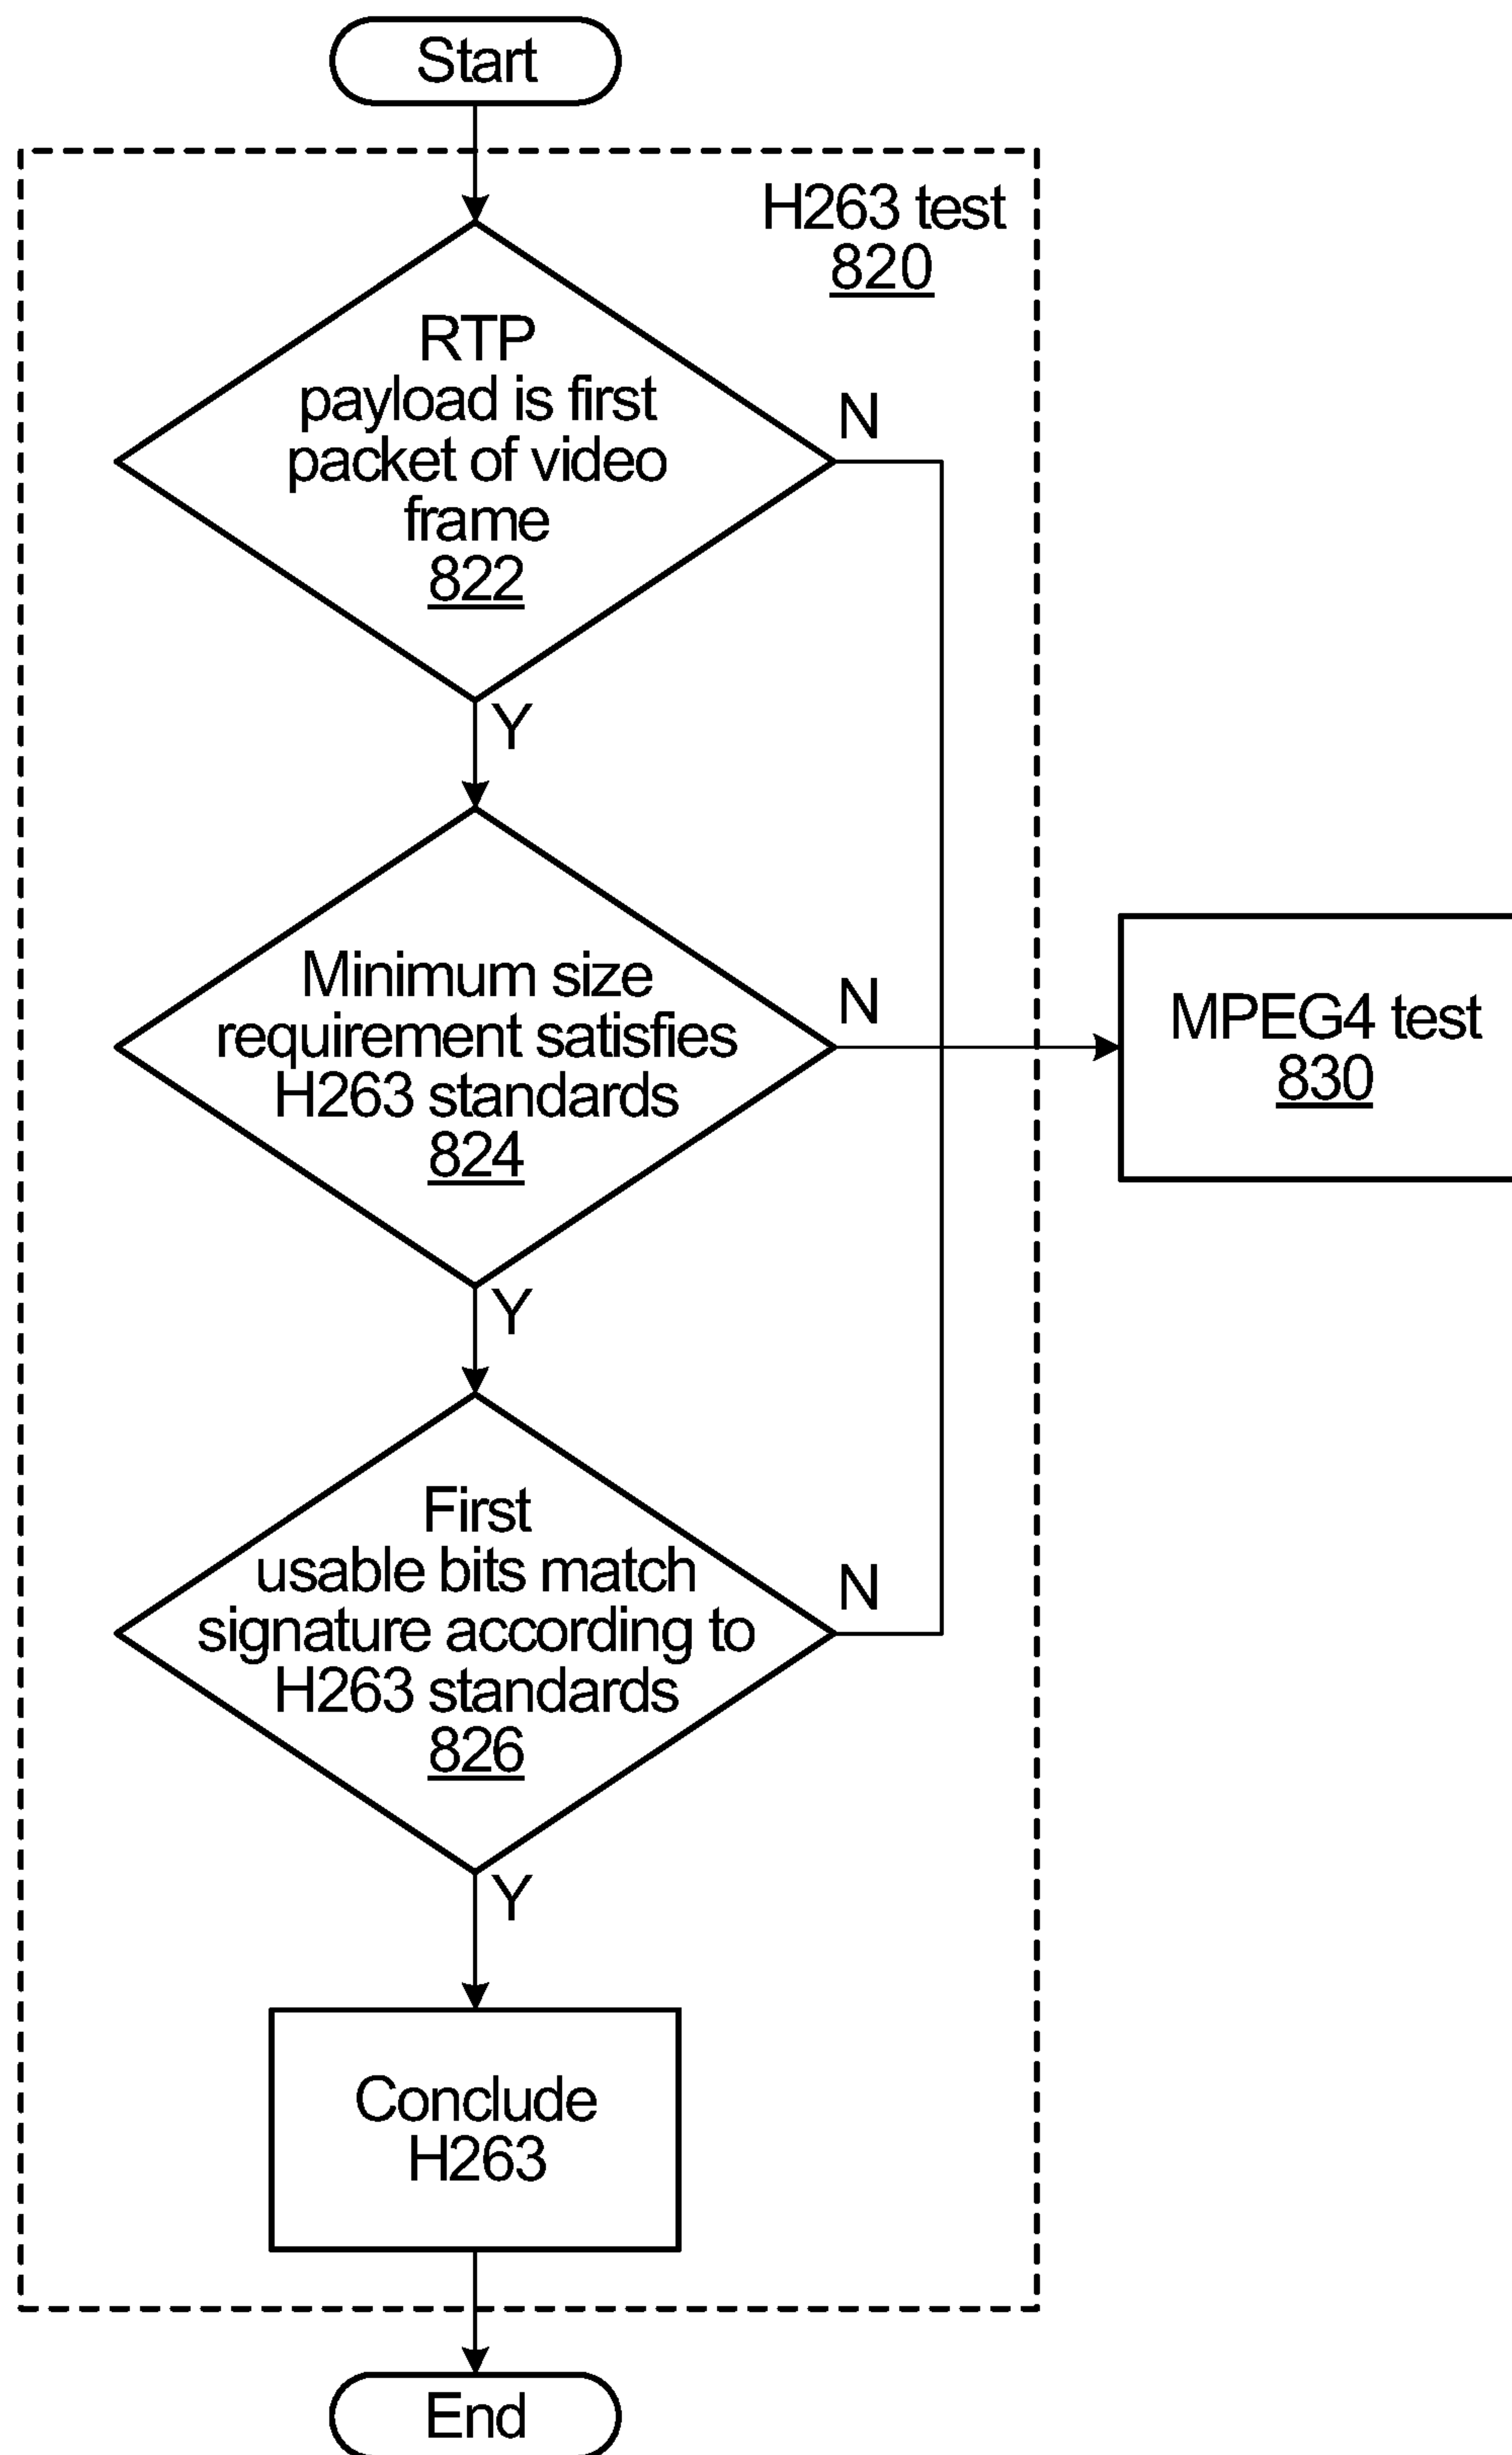 Start
H263 test
820
RTP
payload is first
packet of video
frame
822
N
Y
Minimum size
requirement satisfies
H263 standards
824
N
MPEG4 test
830
Y
First
usable bits match
signature according to
H263 standards
826
N
Y
Conclude
H263
End